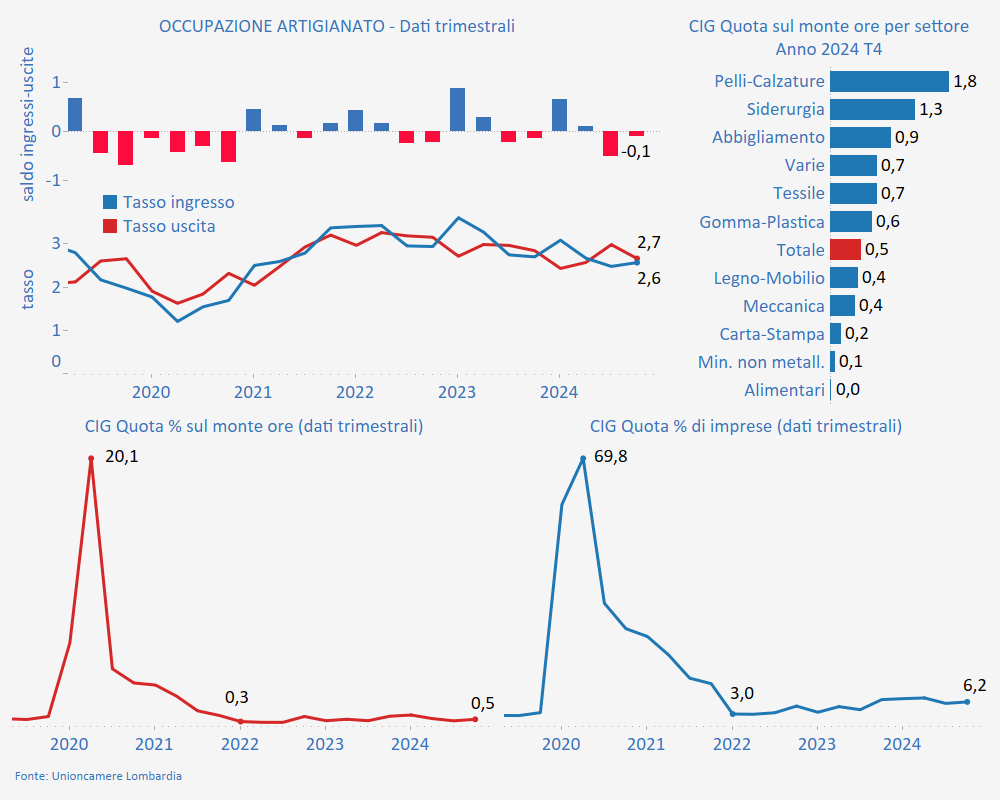 OCCUPAZIONE ARTIGIANATO - Dati trimestrali
saldo ingressi-uscite
1
0
-1
-0,1
Tasso ingresso
Tasso uscita
tasso
3
2
1
0
2,7
2,6
2020 2021 2022 2023 2024
CIG Quota sul monte ore per settore
Anno 2024 T4
Pelli-Calzature 1,8
Siderurgia 1,3
Abbigliamento 0,9
Varie 0,7
Tessile 0,7
Gomma-Plastica 0,6
Totale 0,5
Legno-Mobilio 0,4
Meccanica 0,4
Carta-Stampa 0,2
Min. non metall. 0,1
Alimentari 0,0
CIG Quota % sul monte ore (dati trimestrali)
20,1
0,3
0,5
2020 2021 2022 2023 2024
CIG Quota % di imprese (dati trimestrali)
69,8
3,0
6,2
2020 2021 2022 2023 2024
Fonte: Unioncamere Lombardia